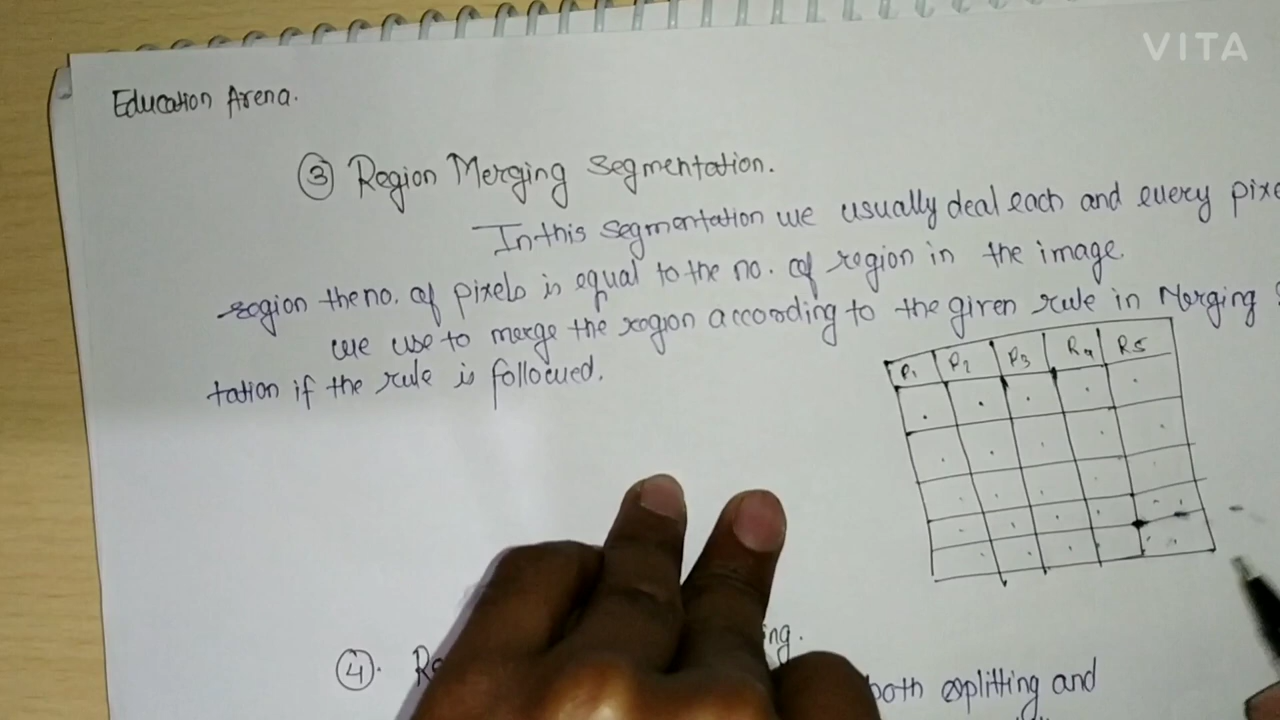 VITA
Education Arena.
③ Region Merging Segmentation.
In this segmentation we usually deal each and every
region the no. of pixels is equal to the no. of region in the image.
we use to merge the region according to the given rule in Merging
tation if the rule is followed.
P1 P2 P3 R4 R5
④.
both splitting and